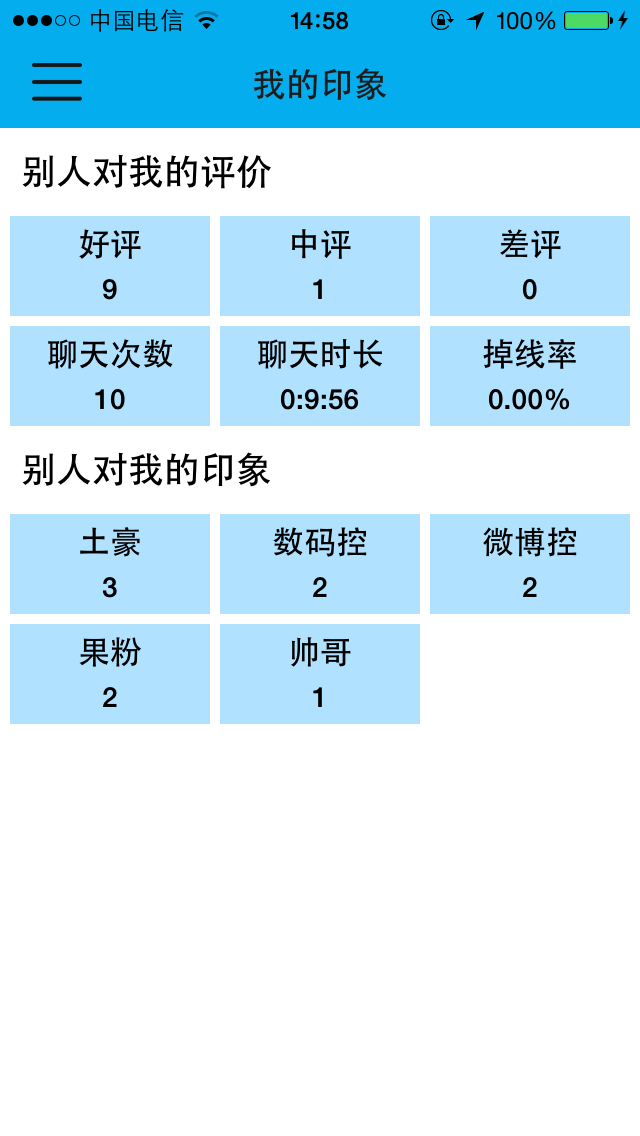 中国电信 14:58 100%
我的印象
别人对我的评价
好评 中评 差评
9 1 0
聊天次数 聊天时长 掉线率
10 0:9:56 0.00%
别人对我的印象
土豪 数码控 微博控
3 2 2
果粉 帅哥
2 1